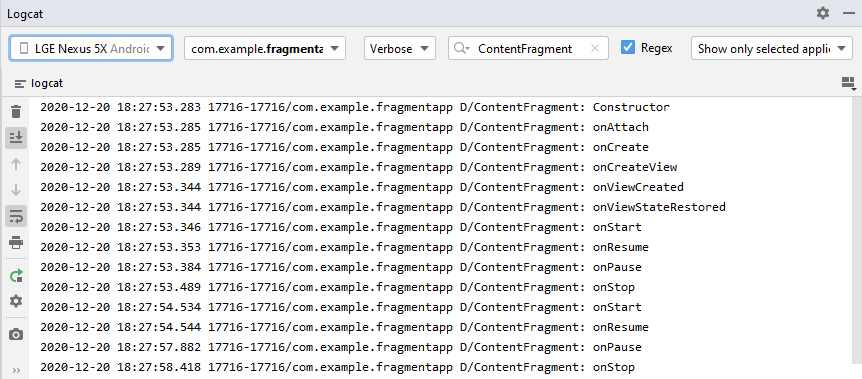 Logcat
LGE Nexus 5X Android
com.example.fragmenta
Verbose
ContentFragment
Regex
Show only selected applic
logcat
2020-12-20 18:27:53.283 17716-17716/com.example.fragmentapp D/ContentFragment: Constructor
2020-12-20 18:27:53.285 17716-17716/com.example.fragmentapp D/ContentFragment: onAttach
2020-12-20 18:27:53.285 17716-17716/com.example.fragmentapp D/ContentFragment: onCreate
2020-12-20 18:27:53.289 17716-17716/com.example.fragmentapp D/ContentFragment: onCreateView
2020-12-20 18:27:53.344 17716-17716/com.example.fragmentapp D/ContentFragment: onViewCreated
2020-12-20 18:27:53.344 17716-17716/com.example.fragmentapp D/ContentFragment: onViewStateRestored
2020-12-20 18:27:53.346 17716-17716/com.example.fragmentapp D/ContentFragment: onStart
2020-12-20 18:27:53.353 17716-17716/com.example.fragmentapp D/ContentFragment: onResume
2020-12-20 18:27:53.384 17716-17716/com.example.fragmentapp D/ContentFragment: onPause
2020-12-20 18:27:53.489 17716-17716/com.example.fragmentapp D/ContentFragment: onStop
2020-12-20 18:27:54.534 17716-17716/com.example.fragmentapp D/ContentFragment: onStart
2020-12-20 18:27:54.544 17716-17716/com.example.fragmentapp D/ContentFragment: onResume
2020-12-20 18:27:57.882 17716-17716/com.example.fragmentapp D/ContentFragment: onPause
2020-12-20 18:27:58.418 17716-17716/com.example.fragmentapp D/ContentFragment: onStop